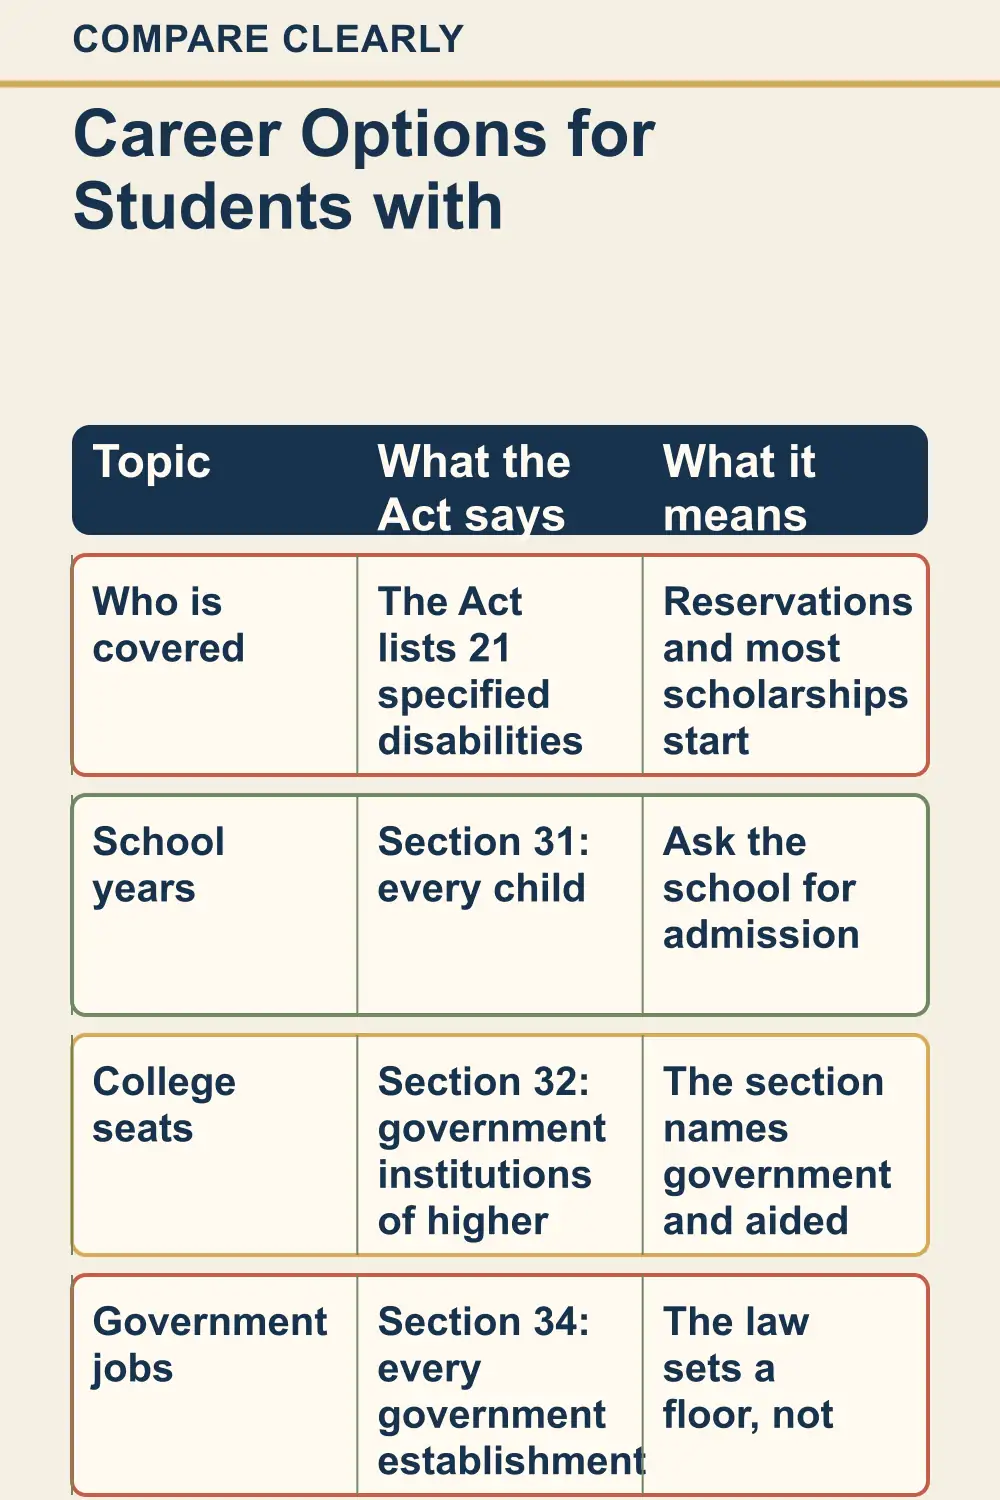 COMPARE CLEARLY
Career Options for
Students with
Topic
What the
Act says
What it
means
Who is
covered
The Act
lists 21
specified
disabilities
Reservations
and most
scholarships
start
School
years
Section 31:
every child
Ask the
school for
admission
College
seats
Section 32:
government
institutions
of higher
The section
names
government
and aided
Government
jobs
Section 34:
every
government
establishment
The law
sets a
floor, not